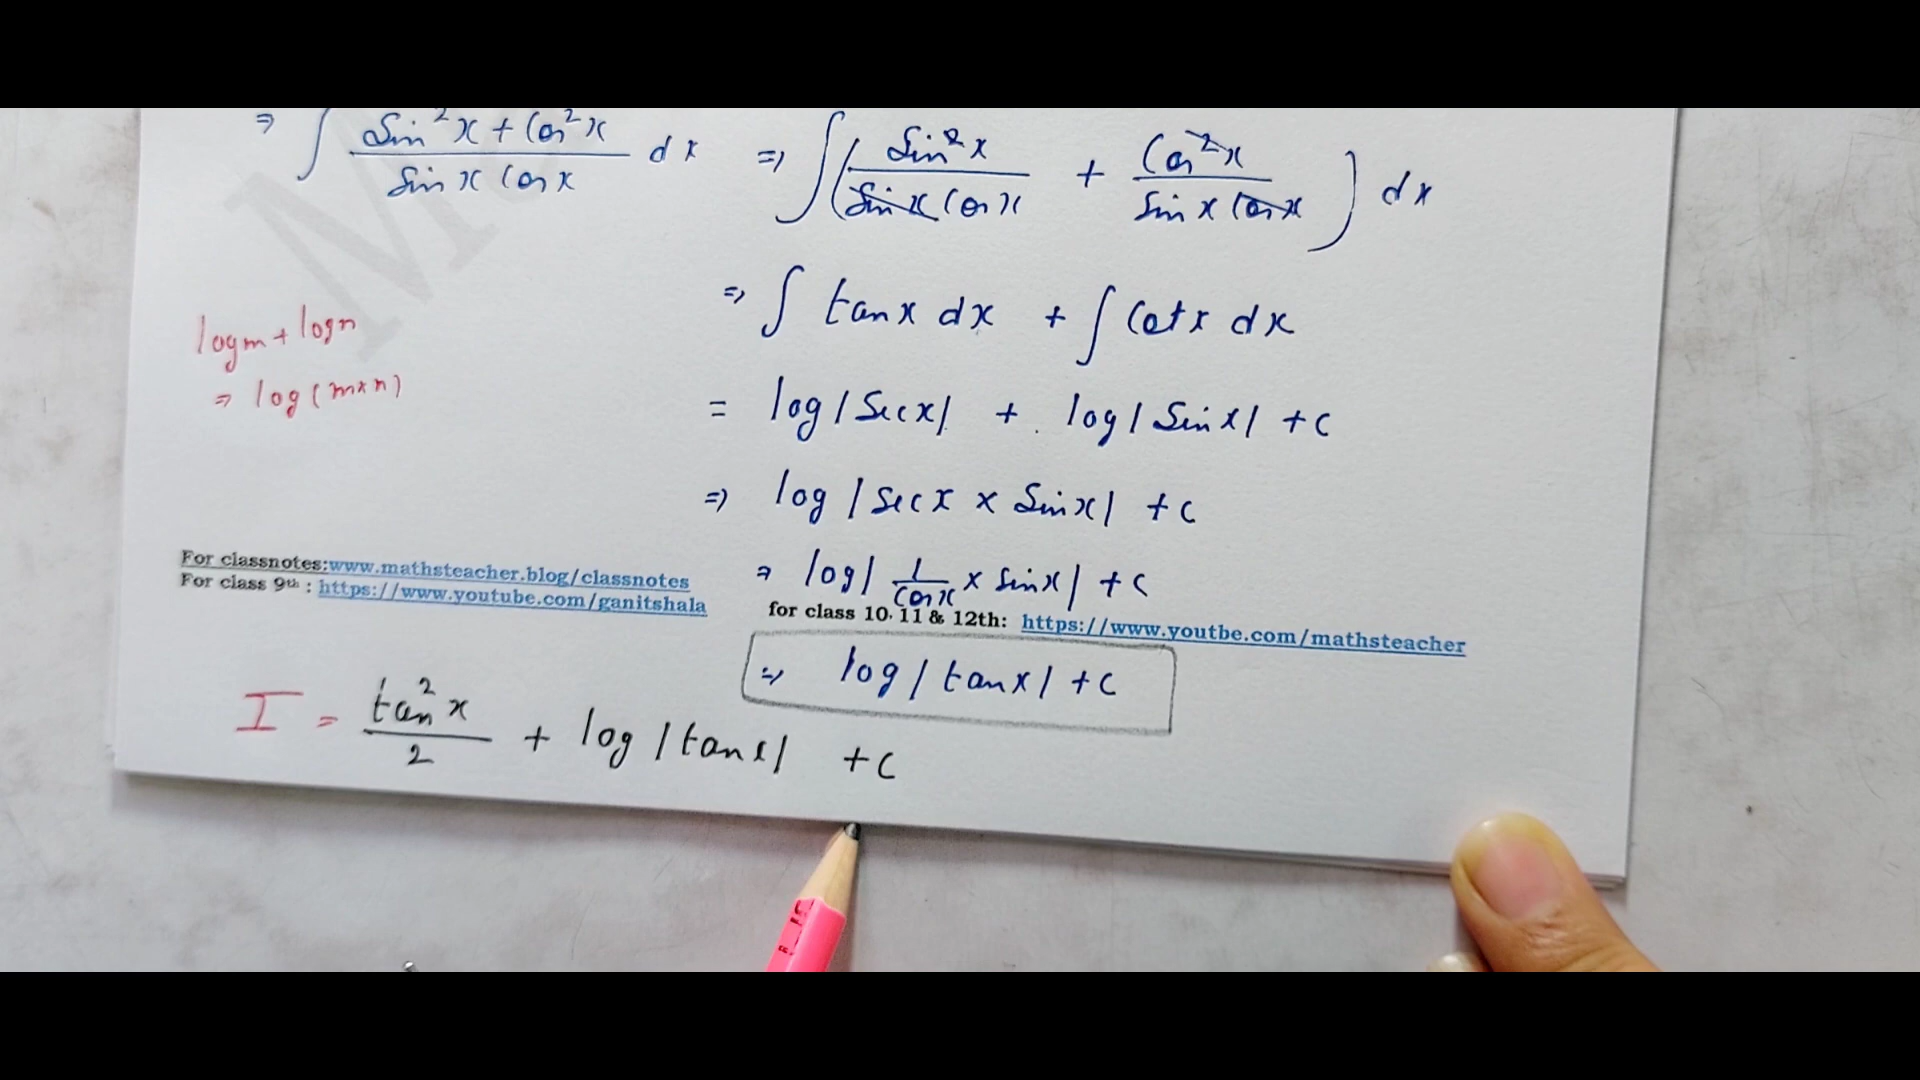 ⇒ ∫ (Sin²x + Cos²x)/(Sin x Cos x) dx ⇒ ∫ (Sin²x/(Sin x Cos x) + Cos²x/(Sin x Cos x)) dx
⇒ ∫ tan x dx + ∫ Cot x dx
log m + log n
⇒ log (m×n)
= log |Sec x| + log |Sin x| + C
⇒ log |Sec x × Sin x| + C
For classnotes:www.mathsteacher.blog/classnotes
For class 9th : https://www.youtube.com/ganitshala
⇒ log | 1/Cos x × Sin x | + C
for class 10, 11 & 12th: https://www.youtbe.com/mathsteacher
⇒ log |tan x| + C
I = tan²x/2 + log |tan x| + C